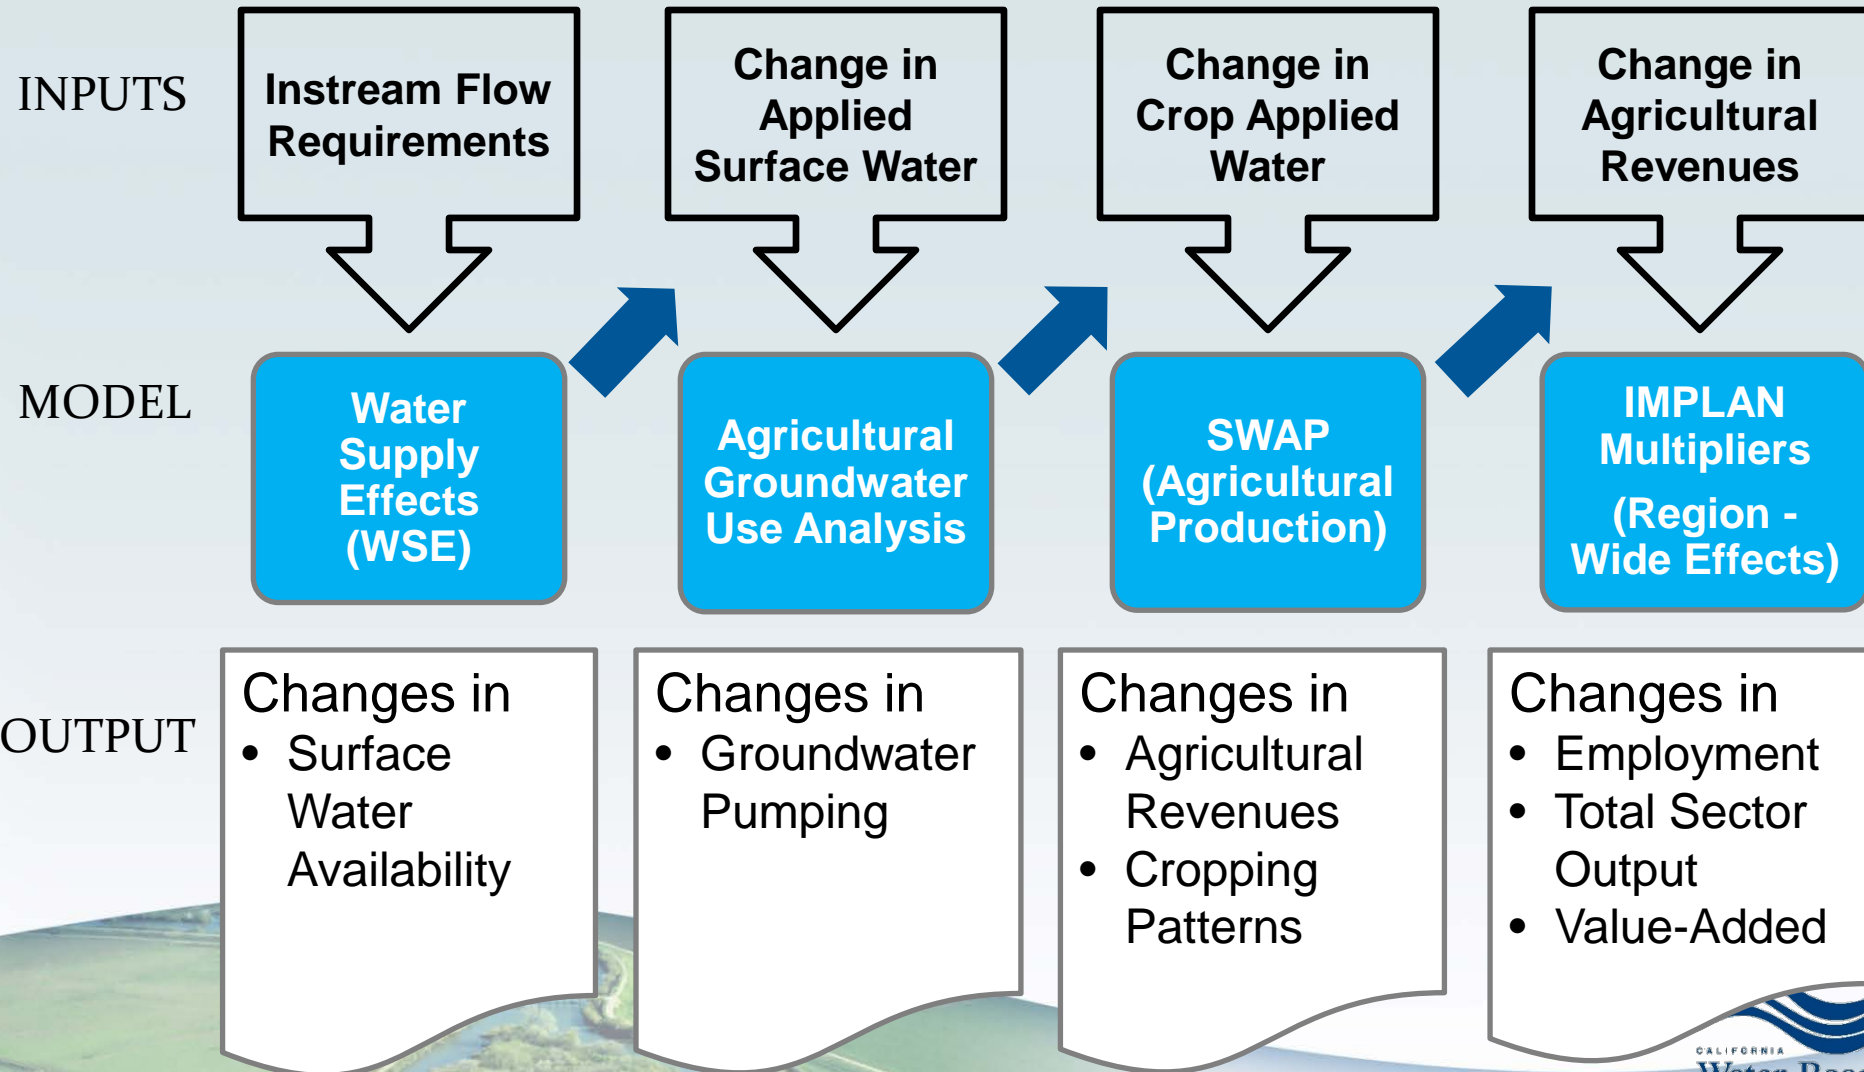 INPUTS
Instream Flow
Requirements
Change in
Applied
Surface Water
Change in
Crop Applied
Water
Change in
Agricultural
Revenues
MODEL
Water
Supply
Effects
(WSE)
Agricultural
Groundwater
Use Analysis
SWAP
(Agricultural
Production)
IMPLAN
Multipliers
(Region -
Wide Effects)
OUTPUT
Changes in
• Surface
Water
Availability
Changes in
• Groundwater
Pumping
Changes in
• Agricultural
Revenues
• Cropping
Patterns
Changes in
• Employment
• Total Sector
Output
• Value-Added
CALIFORNIA
Water